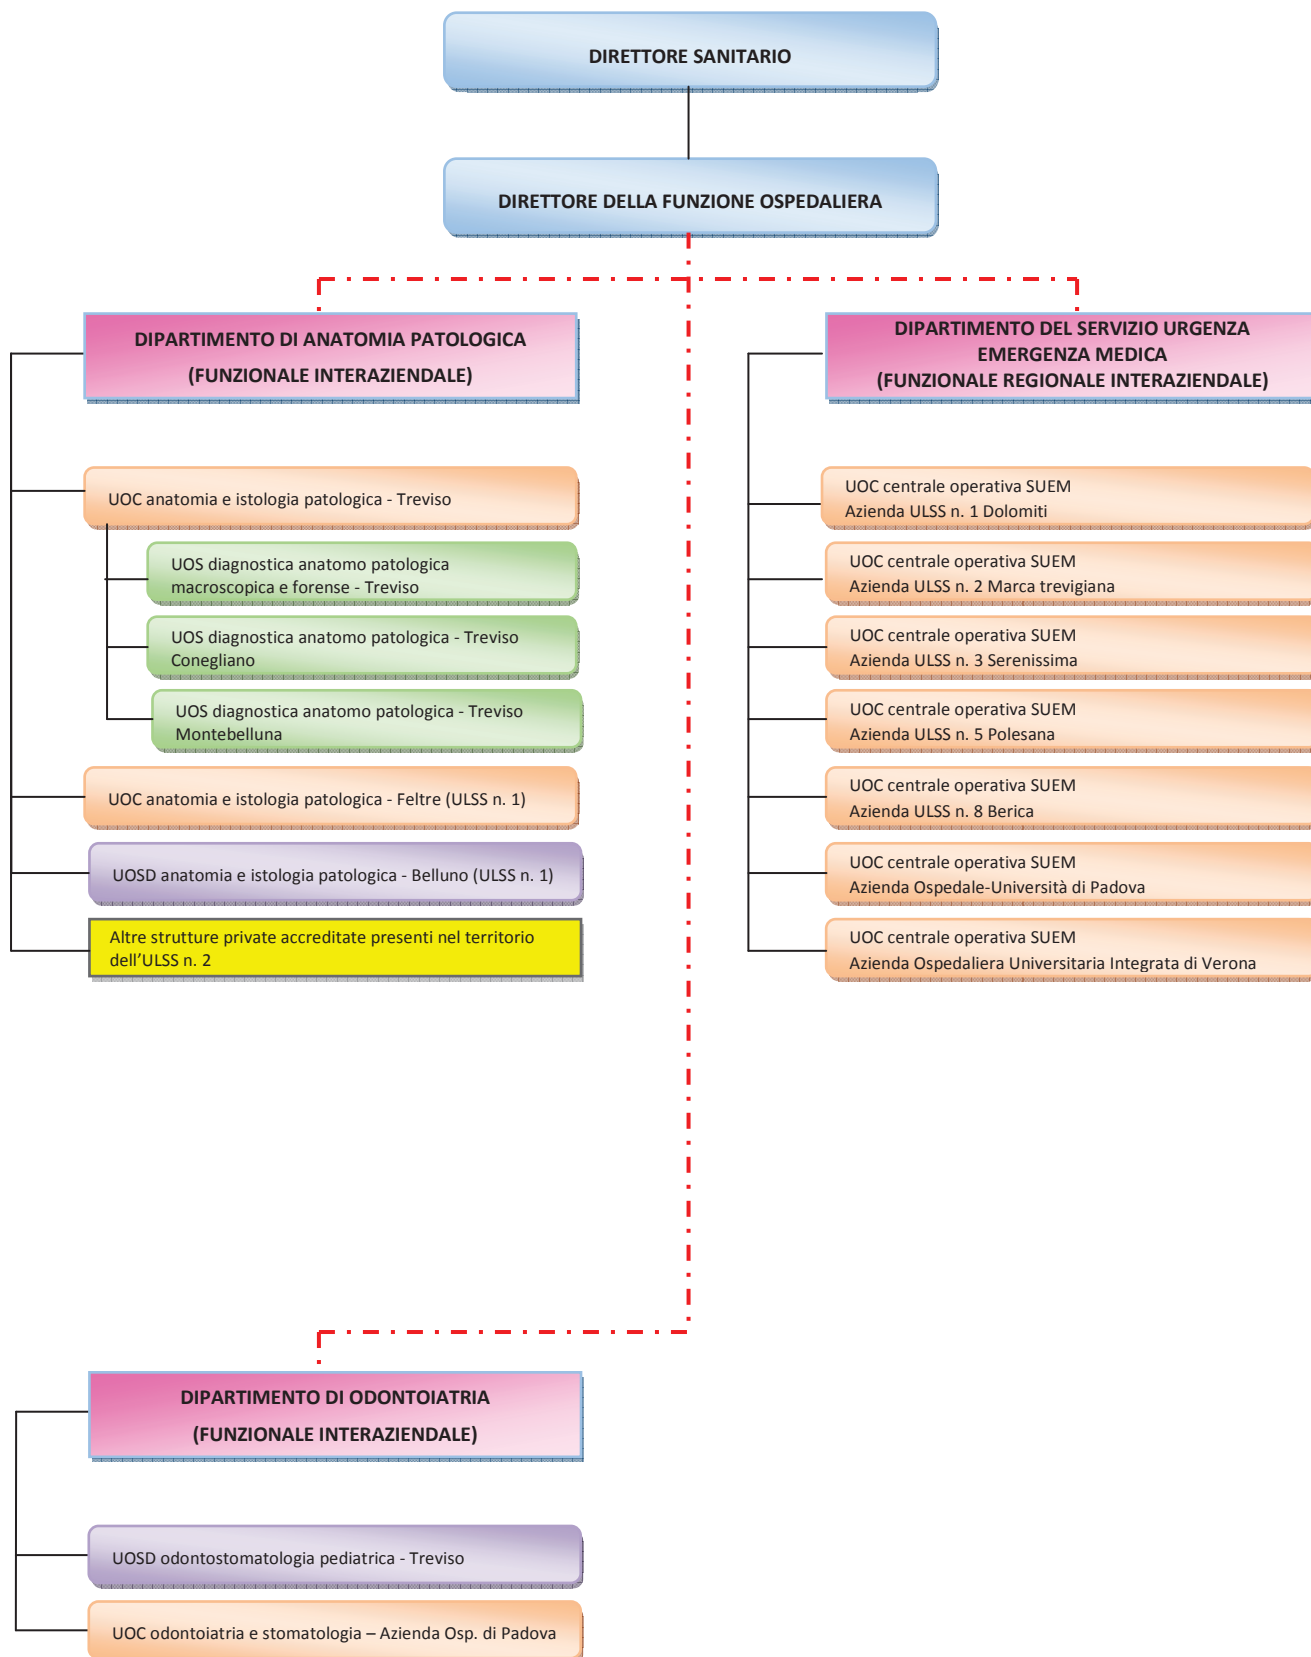 DIRETTORE SANITARIO
DIRETTORE DELLA FUNZIONE OSPEDALIERA
DIPARTIMENTO DI ANATOMIA PATOLOGICA
(FUNZIONALE INTERAZIENDALE)
UOC anatomia e istologia patologica - Treviso
UOS diagnostica anatomo patologica
macroscopica e forense - Treviso
UOS diagnostica anatomo patologica - Treviso
Conegliano
UOS diagnostica anatomo patologica - Treviso
Montebelluna
UOC anatomia e istologia patologica - Feltre (ULSS n. 1)
UOSD anatomia e istologia patologica - Belluno (ULSS n. 1)
Altre strutture private accreditate presenti nel territorio
dell’ULSS n. 2
DIPARTIMENTO DEL SERVIZIO URGENZA
EMERGENZA MEDICA
(FUNZIONALE REGIONALE INTERAZIENDALE)
UOC centrale operativa SUEM
Azienda ULSS n. 1 Dolomiti
UOC centrale operativa SUEM
Azienda ULSS n. 2 Marca trevigiana
UOC centrale operativa SUEM
Azienda ULSS n. 3 Serenissima
UOC centrale operativa SUEM
Azienda ULSS n. 5 Polesana
UOC centrale operativa SUEM
Azienda ULSS n. 8 Berica
UOC centrale operativa SUEM
Azienda Ospedale-Università di Padova
UOC centrale operativa SUEM
Azienda Ospedaliera Universitaria Integrata di Verona
DIPARTIMENTO DI ODONTOIATRIA
(FUNZIONALE INTERAZIENDALE)
UOSD odontostomatologia pediatrica - Treviso
UOC odontoiatria e stomatologia – Azienda Osp. di Padova